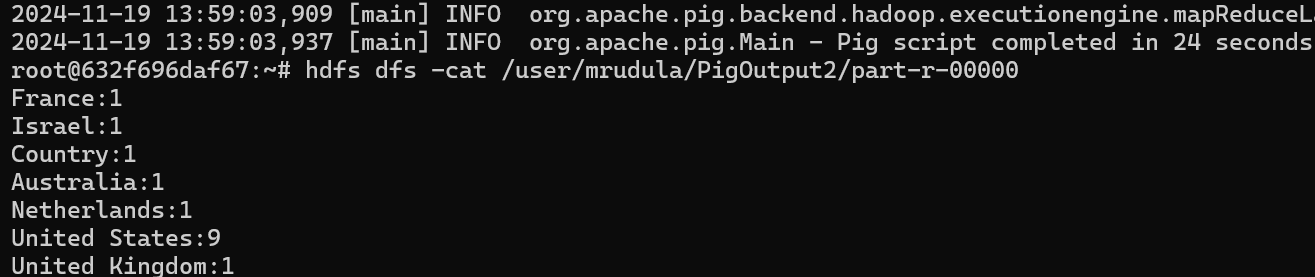 2024-11-19 13:59:03,909 [main] INFO  org.apache.pig.backend.hadoop.executionengine.mapReduceL
2024-11-19 13:59:03,937 [main] INFO  org.apache.pig.Main - Pig script completed in 24 seconds
root@632f696daf67:~# hdfs dfs -cat /user/mrudula/PigOutput2/part-r-00000
France:1
Israel:1
Country:1
Australia:1
Netherlands:1
United States:9
United Kingdom:1